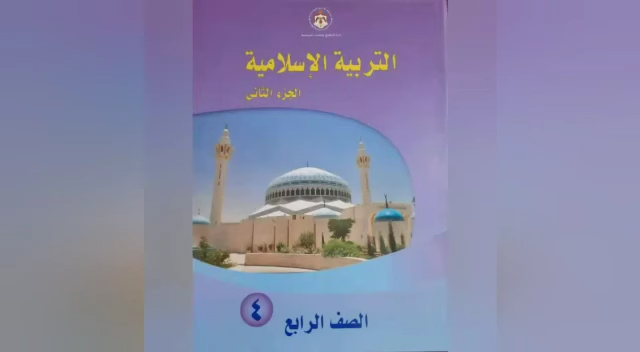 التربية الإسلامية
الجزء الثاني
الصف الرابع
٤